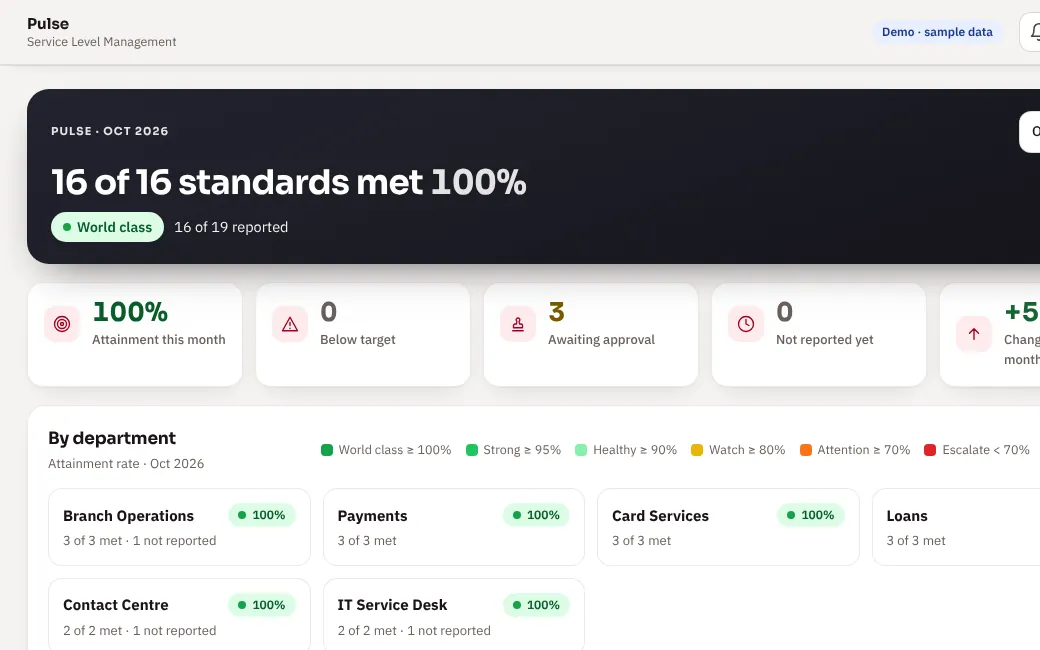 Pulse
Service Level Management
Demo · sample data
PULSE · OCT 2026
16 of 16 standards met 100%
World class
16 of 19 reported
100%
Attainment this month
0
Below target
3
Awaiting approval
0
Not reported yet
+5
By department
Attainment rate · Oct 2026
World class ≥ 100%
Strong ≥ 95%
Healthy ≥ 90%
Watch ≥ 80%
Attention ≥ 70%
Escalate < 70%
Branch Operations
100%
3 of 3 met · 1 not reported
Payments
100%
3 of 3 met
Card Services
100%
3 of 3 met
Loans
3 of 3 met
Contact Centre
100%
2 of 2 met · 1 not reported
IT Service Desk
100%
2 of 2 met · 1 not reported